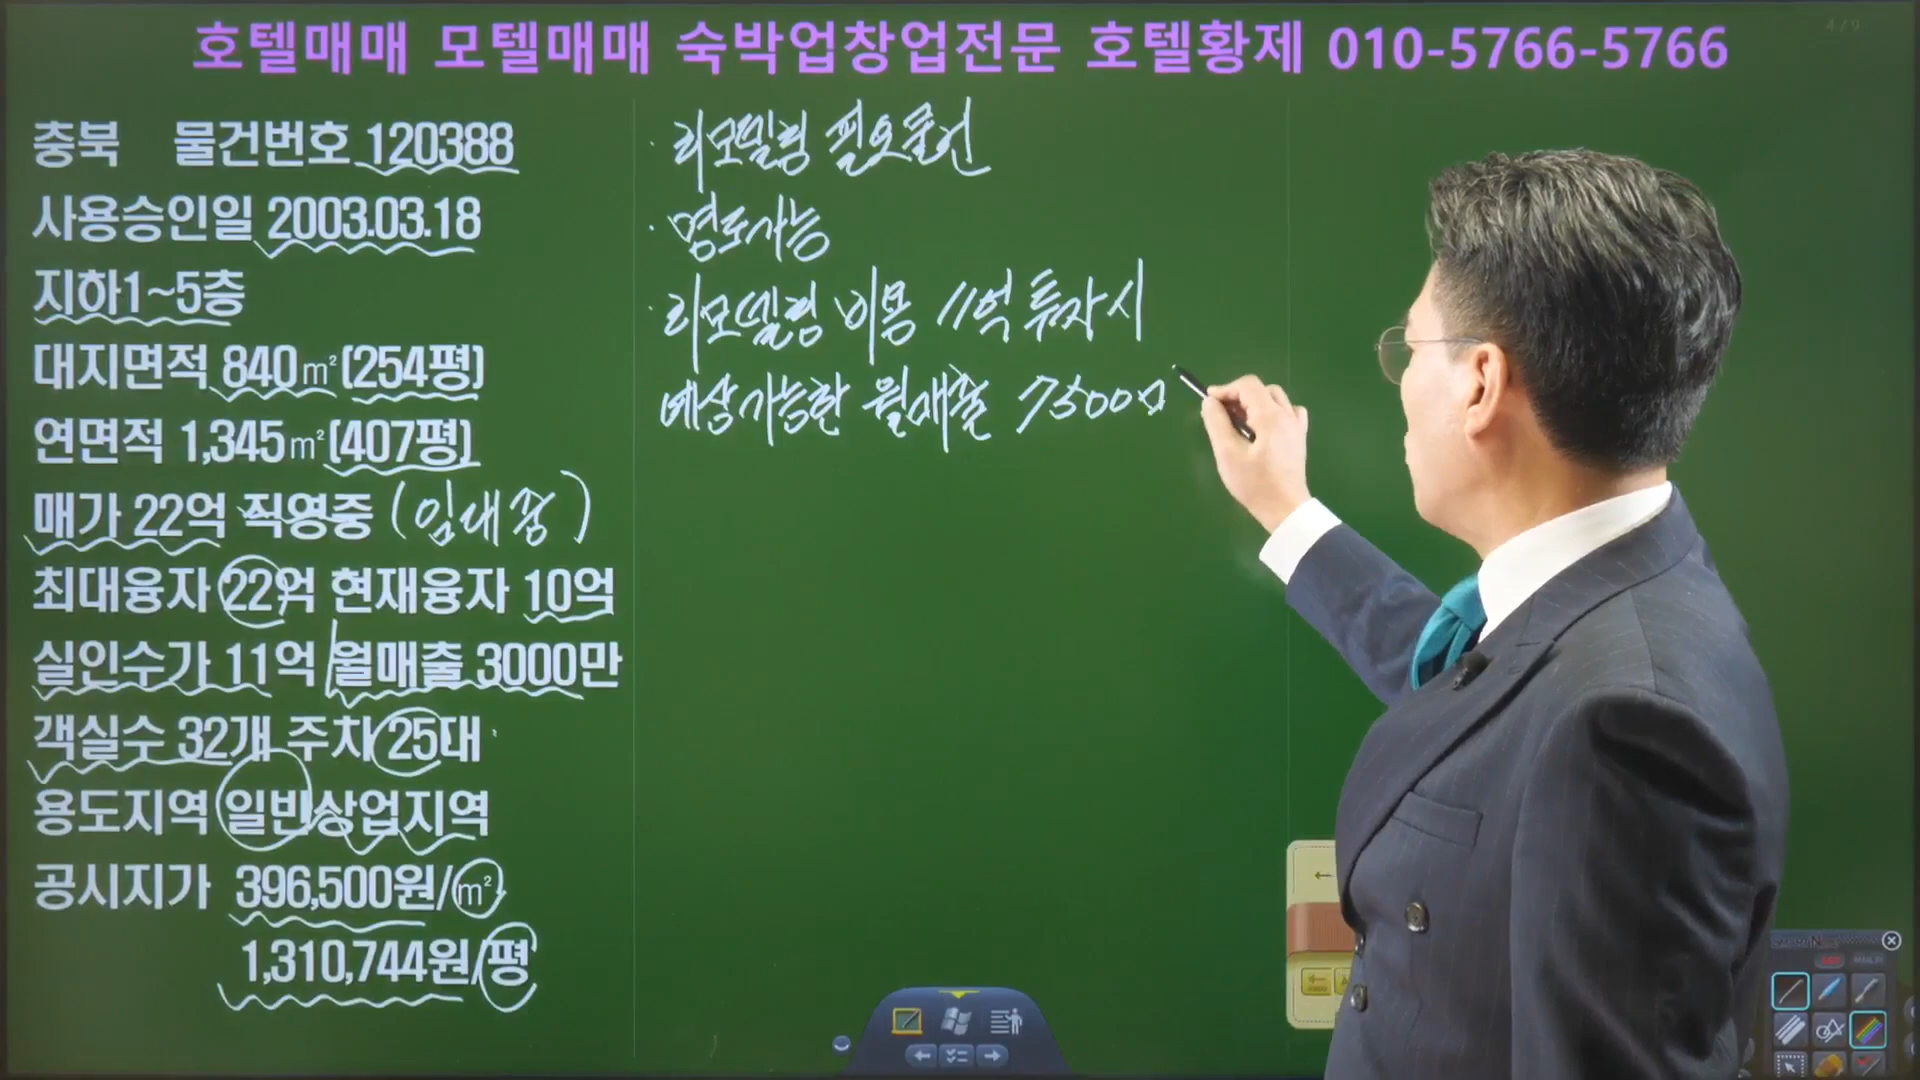 호텔매매 모텔매매 숙박업창업전문 호텔황제 010-5766-5766
4/9
충북 물건번호 120388
사용승인일 2003.03.18
지하1~5층
대지면적 840㎡(254평)
연면적 1,345㎡(407평)
매가 22억 직영중 (임대중)
최대융자 22억 현재융자 10억
실인수가 11억 월매출 3000만
객실수 32개 주차 25대
용도지역 일반상업지역
공시지가 396,500원/㎡
1,310,744원/평
· 리모델링 필요물건
· 명도가능
· 리모델링 비용 11억 투자시
예상가능한 월매출 7500ㅁ